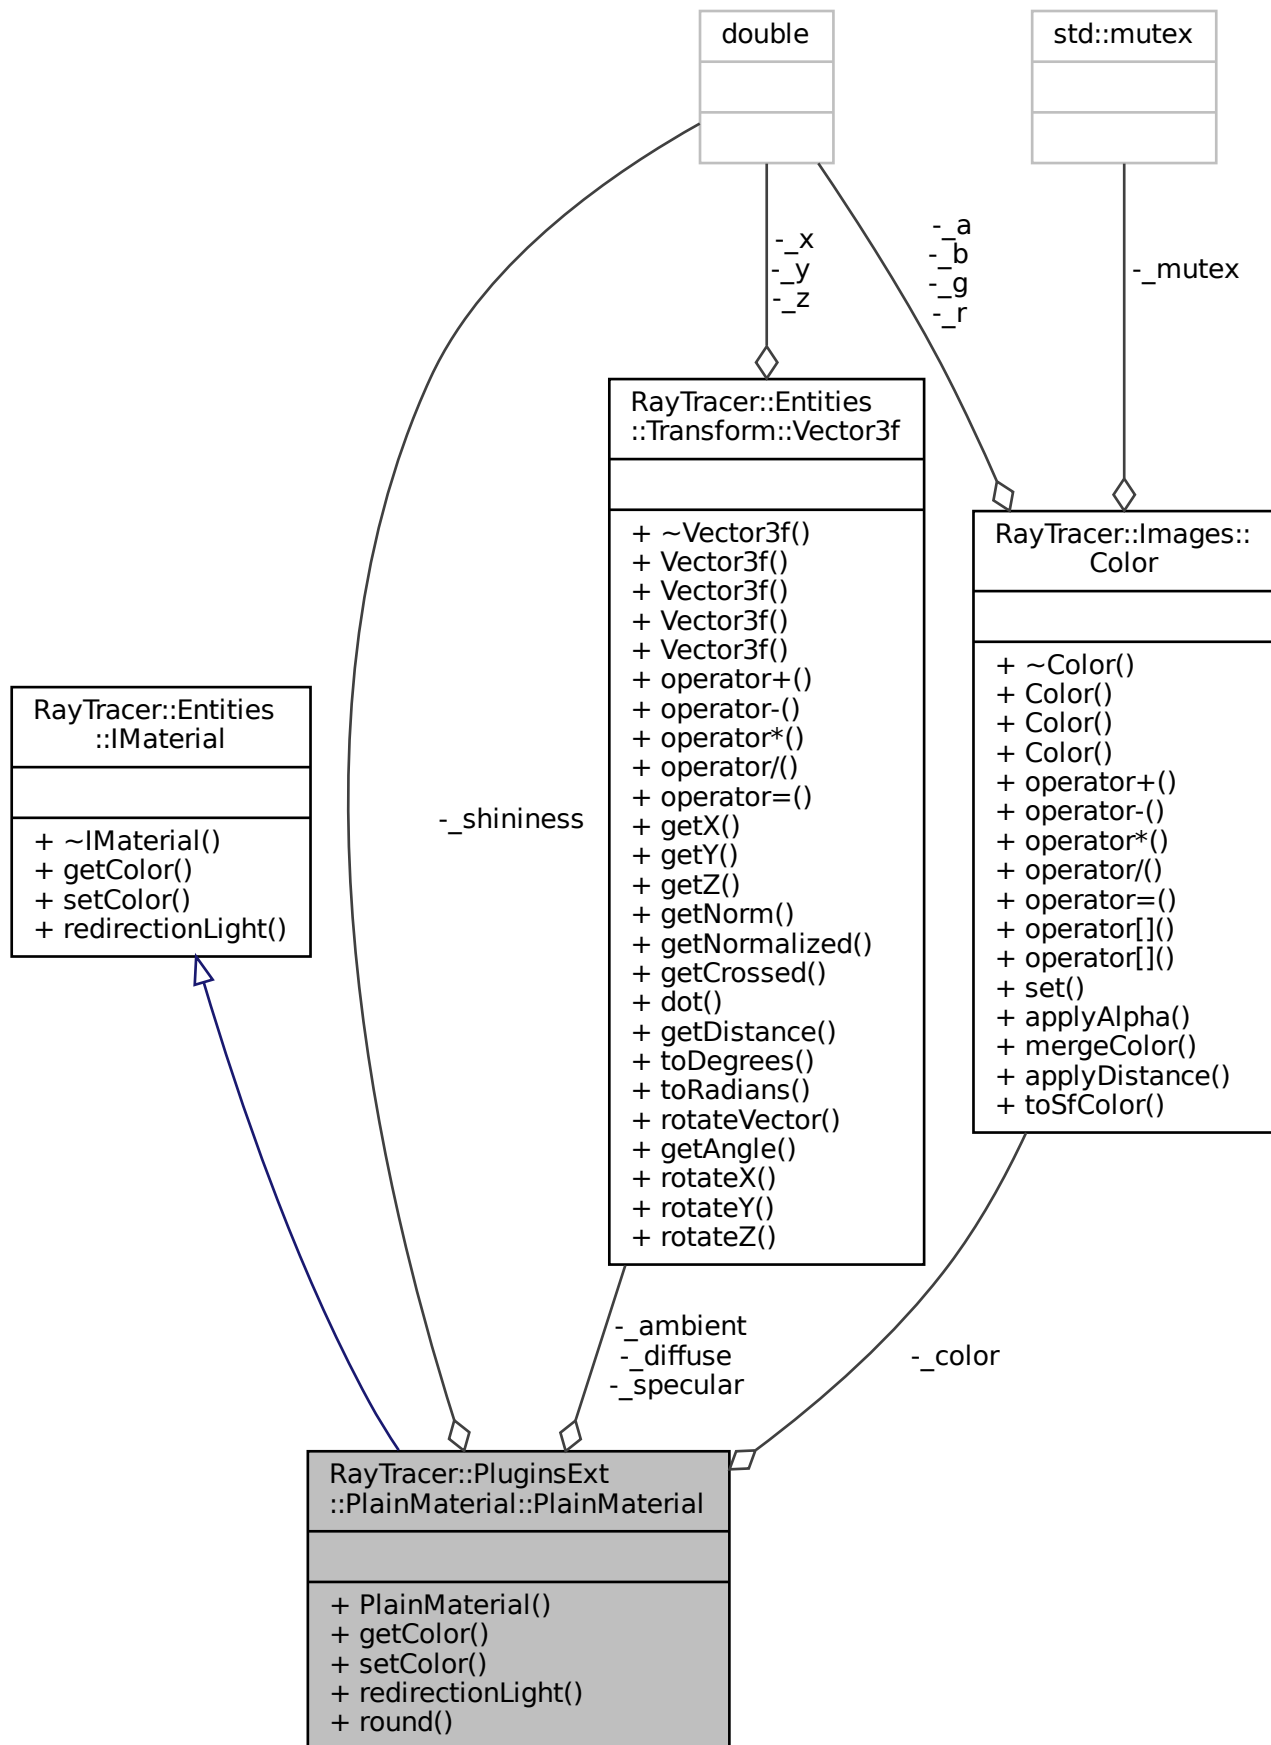 double
std::mutex
-_x
-_y
-_z
-_a
-_b
-_g
-_r
-_mutex
RayTracer::Entities
::Transform::Vector3f
+ ~Vector3f()
+ Vector3f()
+ Vector3f()
+ Vector3f()
+ Vector3f()
+ operator+()
+ operator-()
+ operator*()
+ operator/()
+ operator=()
+ getX()
+ getY()
+ getZ()
+ getNorm()
+ getNormalized()
+ getCrossed()
+ dot()
+ getDistance()
+ toDegrees()
+ toRadians()
+ rotateVector()
+ getAngle()
+ rotateX()
+ rotateY()
+ rotateZ()
RayTracer::Images::
Color
+ ~Color()
+ Color()
+ Color()
+ Color()
+ operator+()
+ operator-()
+ operator*()
+ operator/()
+ operator=()
+ operator[]()
+ operator[]()
+ set()
+ applyAlpha()
+ mergeColor()
+ applyDistance()
+ toSfColor()
RayTracer::Entities
::IMaterial
+ ~IMaterial()
+ getColor()
+ setColor()
+ redirectionLight()
-_shininess
-_ambient
-_diffuse
-_specular
-_color
RayTracer::PluginsExt
::PlainMaterial::PlainMaterial
+ PlainMaterial()
+ getColor()
+ setColor()
+ redirectionLight()
+ round()